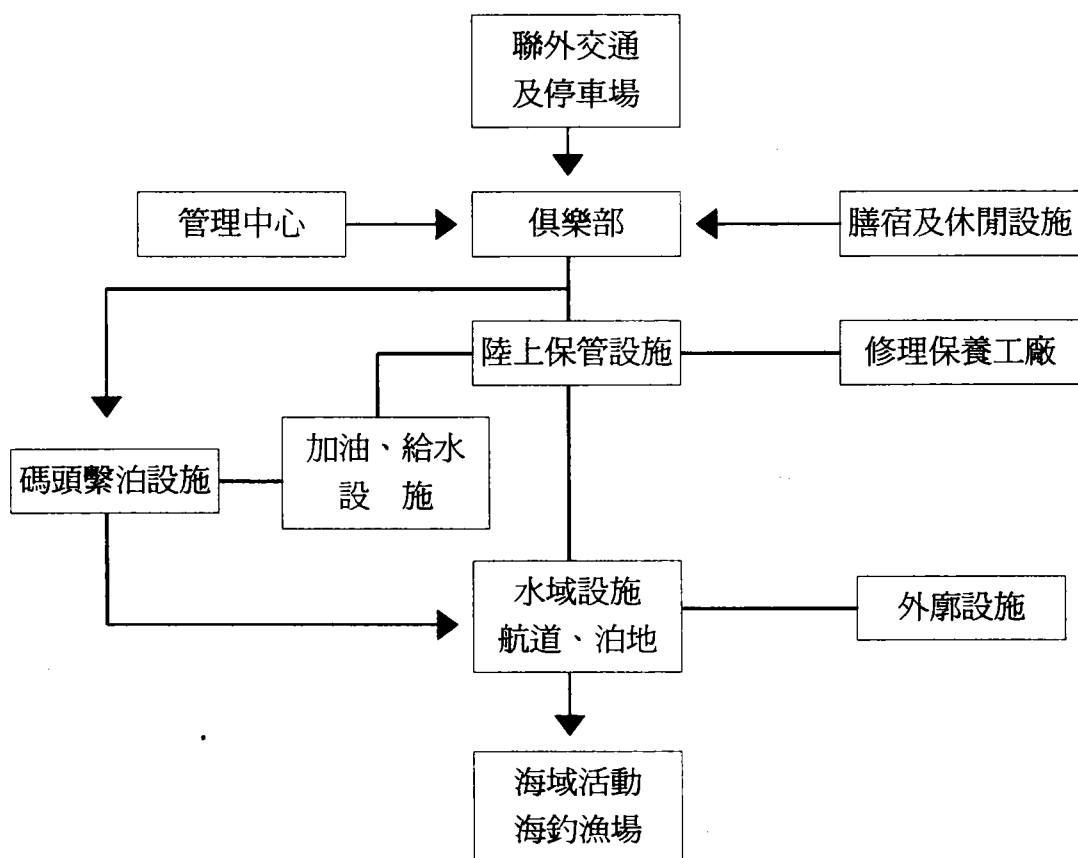 聯外交通
及停車場
管理中心
俱樂部
膳宿及休閒設施
陸上保管設施
修理保養工廠
碼頭繫泊設施
加油、給水
設 施
水域設施
航道、泊地
外廓設施
海域活動
海釣漁場